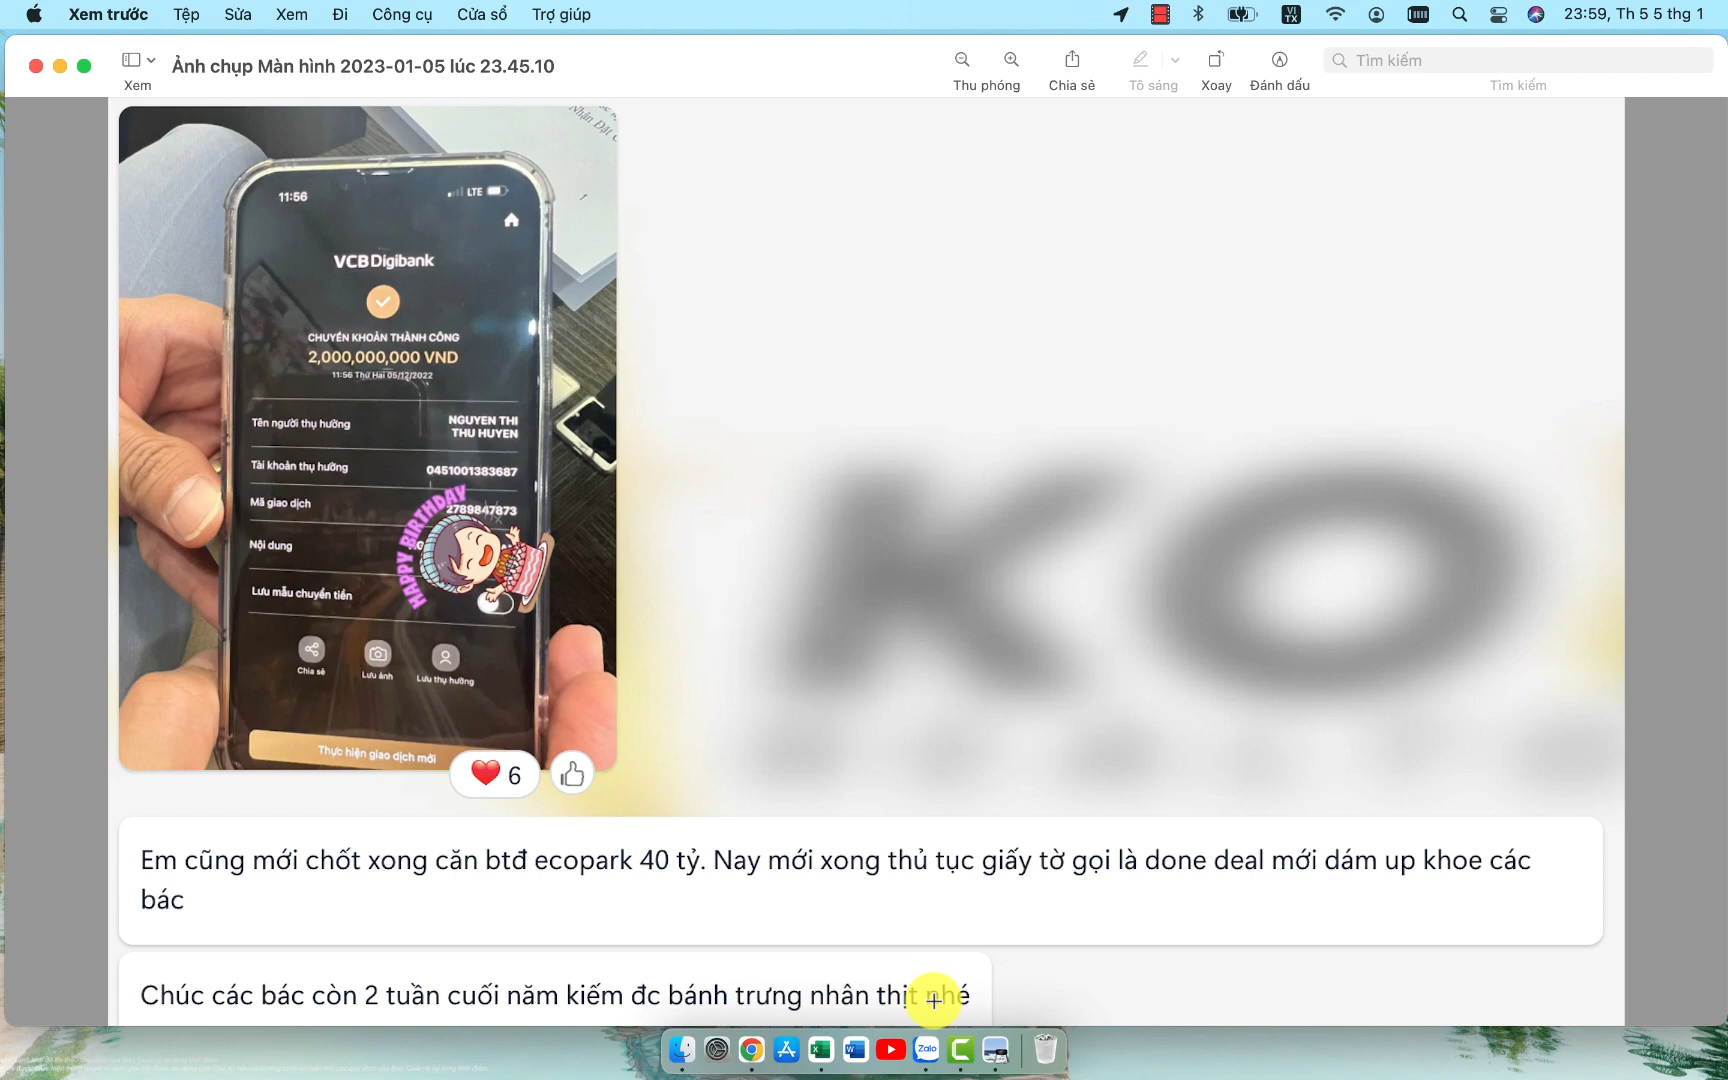 Xem trước Tệp Sửa Xem Đi Công cụ Cửa sổ Trợ giúp VI TX 23:59, Th 5 5 thg 1
Ảnh chụp Màn hình 2023-01-05 lúc 23.45.10
Tìm kiếm
Xem Thu phóng Chia sẻ Tô sáng Xoay Đánh dấu Tìm kiếm
Nhận Đặt
11:56 LTE
VCB Digibank
CHUYỂN KHOẢN THÀNH CÔNG
2,000,000,000 VND
11:56 Thứ Hai 05/12/2022
Tên người thụ hưởng NGUYEN THI
THU HUYEN
Tài khoản thụ hưởng 0451001383687
Mã giao dịch 2789847873
HAPPY BIRTHDAY
Nội dung
Lưu mẫu chuyển tiền
Chia sẻ Lưu ảnh Lưu thụ hưởng
Thực hiện giao dịch mới
6
KO
Em cũng mới chốt xong căn btđ ecopark 40 tỷ. Nay mới xong thủ tục giấy tờ gọi là done deal mới dám up khoe các
bác
Chúc các bác còn 2 tuần cuối năm kiếm đc bánh trưng nhân thịt nhé
Zalo